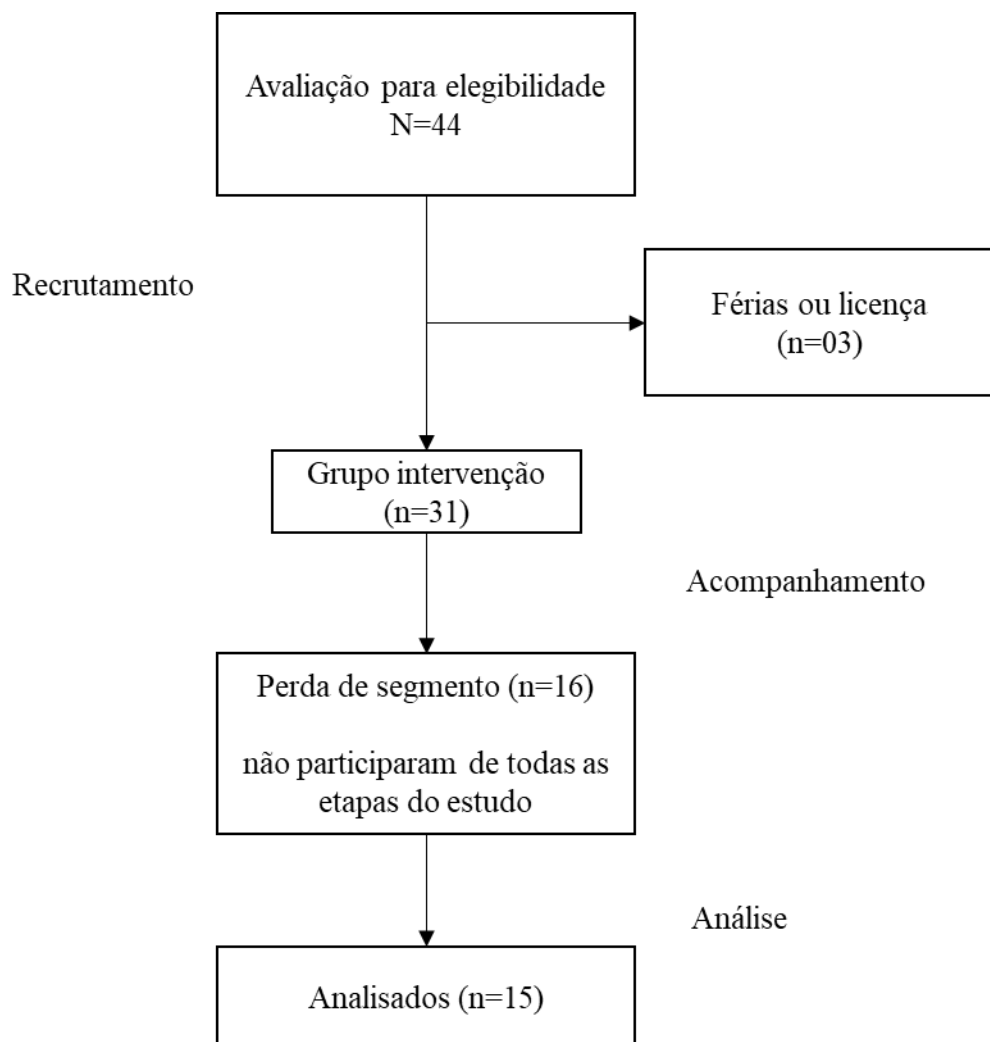 Avaliação para elegibilidade
N=44
Recrutamento
Férias ou licença
(n=03)
Grupo intervenção
(n=31)
Acompanhamento
Perda de segmento (n=16)
não participaram de todas as
etapas do estudo
Análise
Analisados (n=15)